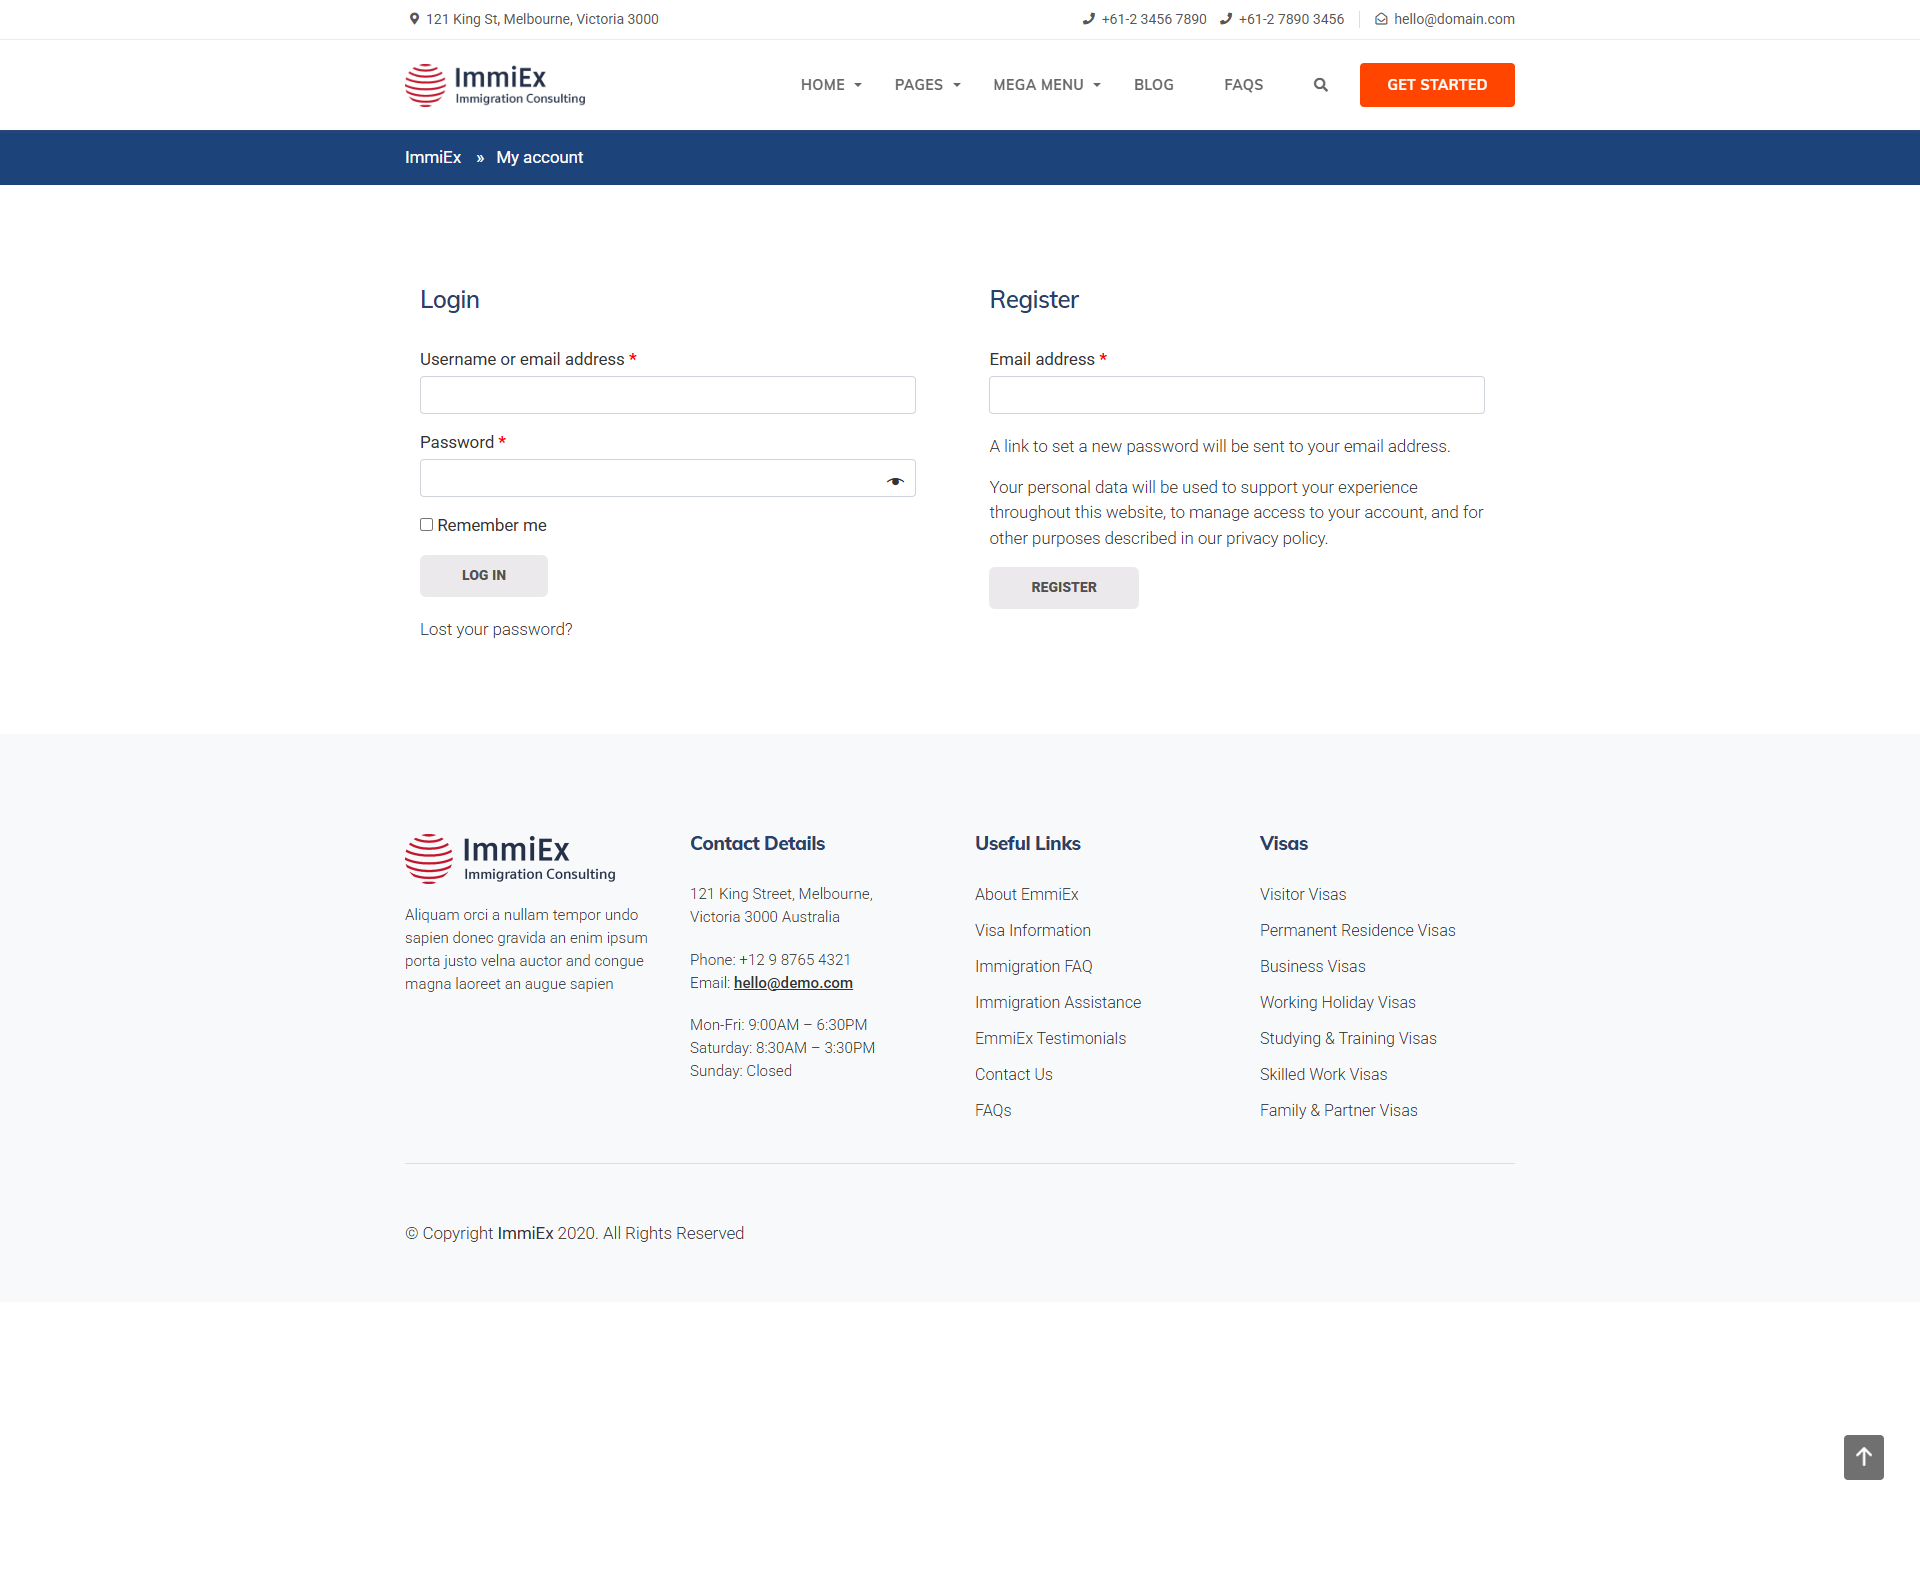 121 King St, Melbourne, Victoria 3000
+61-2 3456 7890
+61-2 7890 3456
hello@domain.com
ImmiEx
Immigration Consulting
HOME
PAGES
MEGA MENU
BLOG
FAQS
GET STARTED
ImmiEx » My account
Login
Username or email address *
Password *
Remember me
LOG IN
Lost your password?
Register
Email address *
A link to set a new password will be sent to your email address.
Your personal data will be used to support your experience
throughout this website, to manage access to your account, and for
other purposes described in our privacy policy.
REGISTER
ImmiEx
Immigration Consulting
Aliquam orci a nullam tempor undo
sapien donec gravida an enim ipsum
porta justo velna auctor and congue
magna laoreet an augue sapien
Contact Details
121 King Street, Melbourne,
Victoria 3000 Australia
Phone: +12 9 8765 4321
Email: hello@demo.com
Mon-Fri: 9:00AM – 6:30PM
Saturday: 8:30AM – 3:30PM
Sunday: Closed
Useful Links
About EmmiEx
Visa Information
Immigration FAQ
Immigration Assistance
EmmiEx Testimonials
Contact Us
FAQs
Visas
Visitor Visas
Permanent Residence Visas
Business Visas
Working Holiday Visas
Studying & Training Visas
Skilled Work Visas
Family & Partner Visas
© Copyright ImmiEx 2020. All Rights Reserved